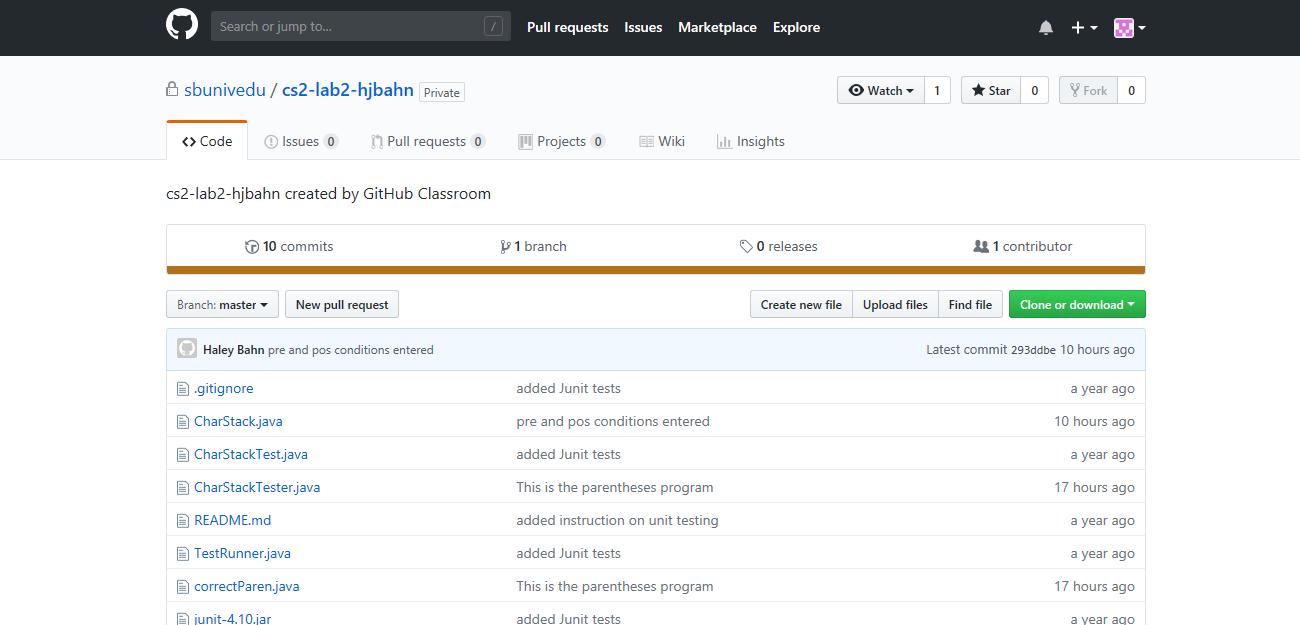 Search or jump to... / Pull requests Issues Marketplace Explore
sbunivedu / cs2-lab2-hjbahn Private Watch 1 Star 0 Fork 0
Code Issues 0 Pull requests 0 Projects 0 Wiki Insights
cs2-lab2-hjbahn created by GitHub Classroom
10 commits 1 branch 0 releases 1 contributor
Branch: master New pull request Create new file Upload files Find file Clone or download
Haley Bahn pre and pos conditions entered Latest commit 293ddbe 10 hours ago
.gitignore added Junit tests a year ago
CharStack.java pre and pos conditions entered 10 hours ago
CharStackTest.java added Junit tests a year ago
CharStackTester.java This is the parentheses program 17 hours ago
README.md added instruction on unit testing a year ago
TestRunner.java added Junit tests a year ago
correctParen.java This is the parentheses program 17 hours ago
junit-4.10.jar added Junit tests a year ago